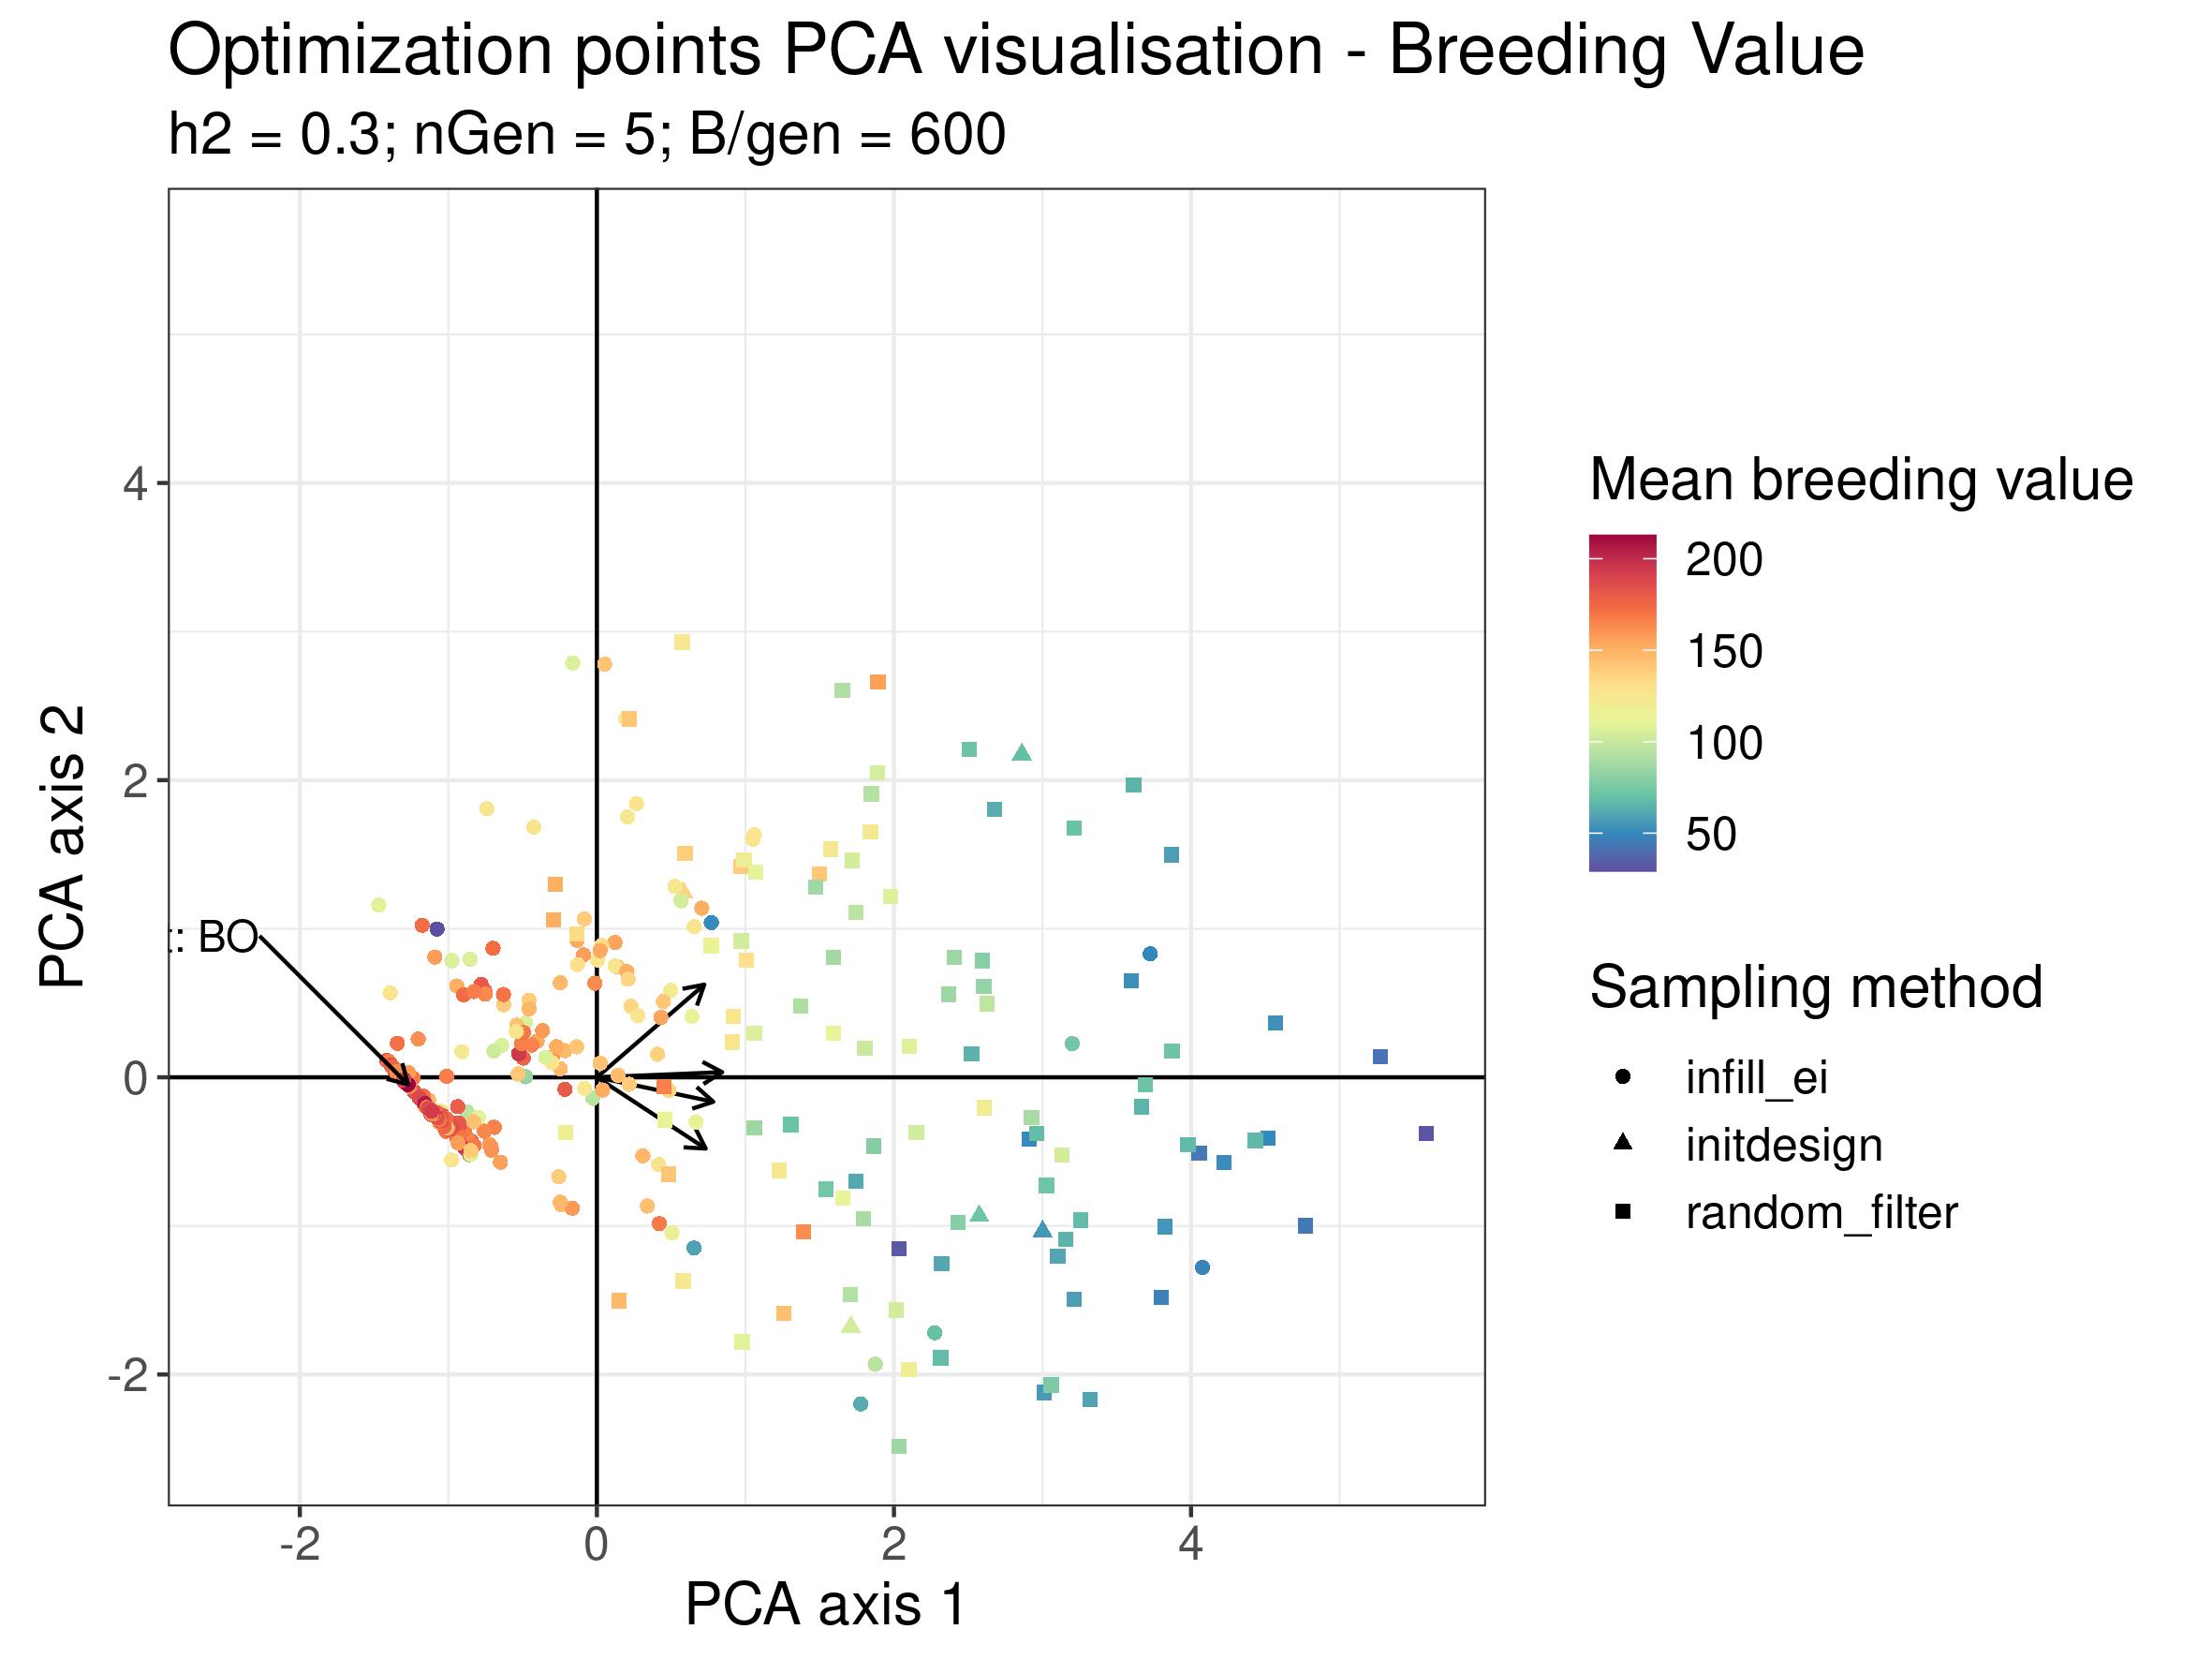 Optimization points PCA visualisation - Breeding Value
h2 = 0.3; nGen = 5; B/gen = 600
PCA axis 2
4
2
0
-2
: BO
-2
0
2
4
PCA axis 1
Mean breeding value
200
150
100
50
Sampling method
infill_ei
initdesign
random_filter